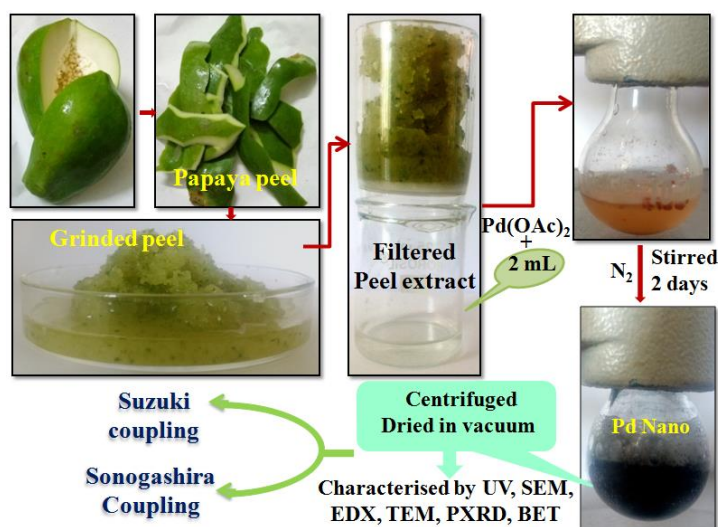 Papaya peel
Grinded peel
Filtered
Peel extract
Pd(OAc)2
+
2 mL
N2
Stirred
2 days
Pd Nano
Centrifuged
Dried in vacuum
Suzuki
coupling
Sonogashira
Coupling
Characterised by UV, SEM,
EDX, TEM, PXRD, BET